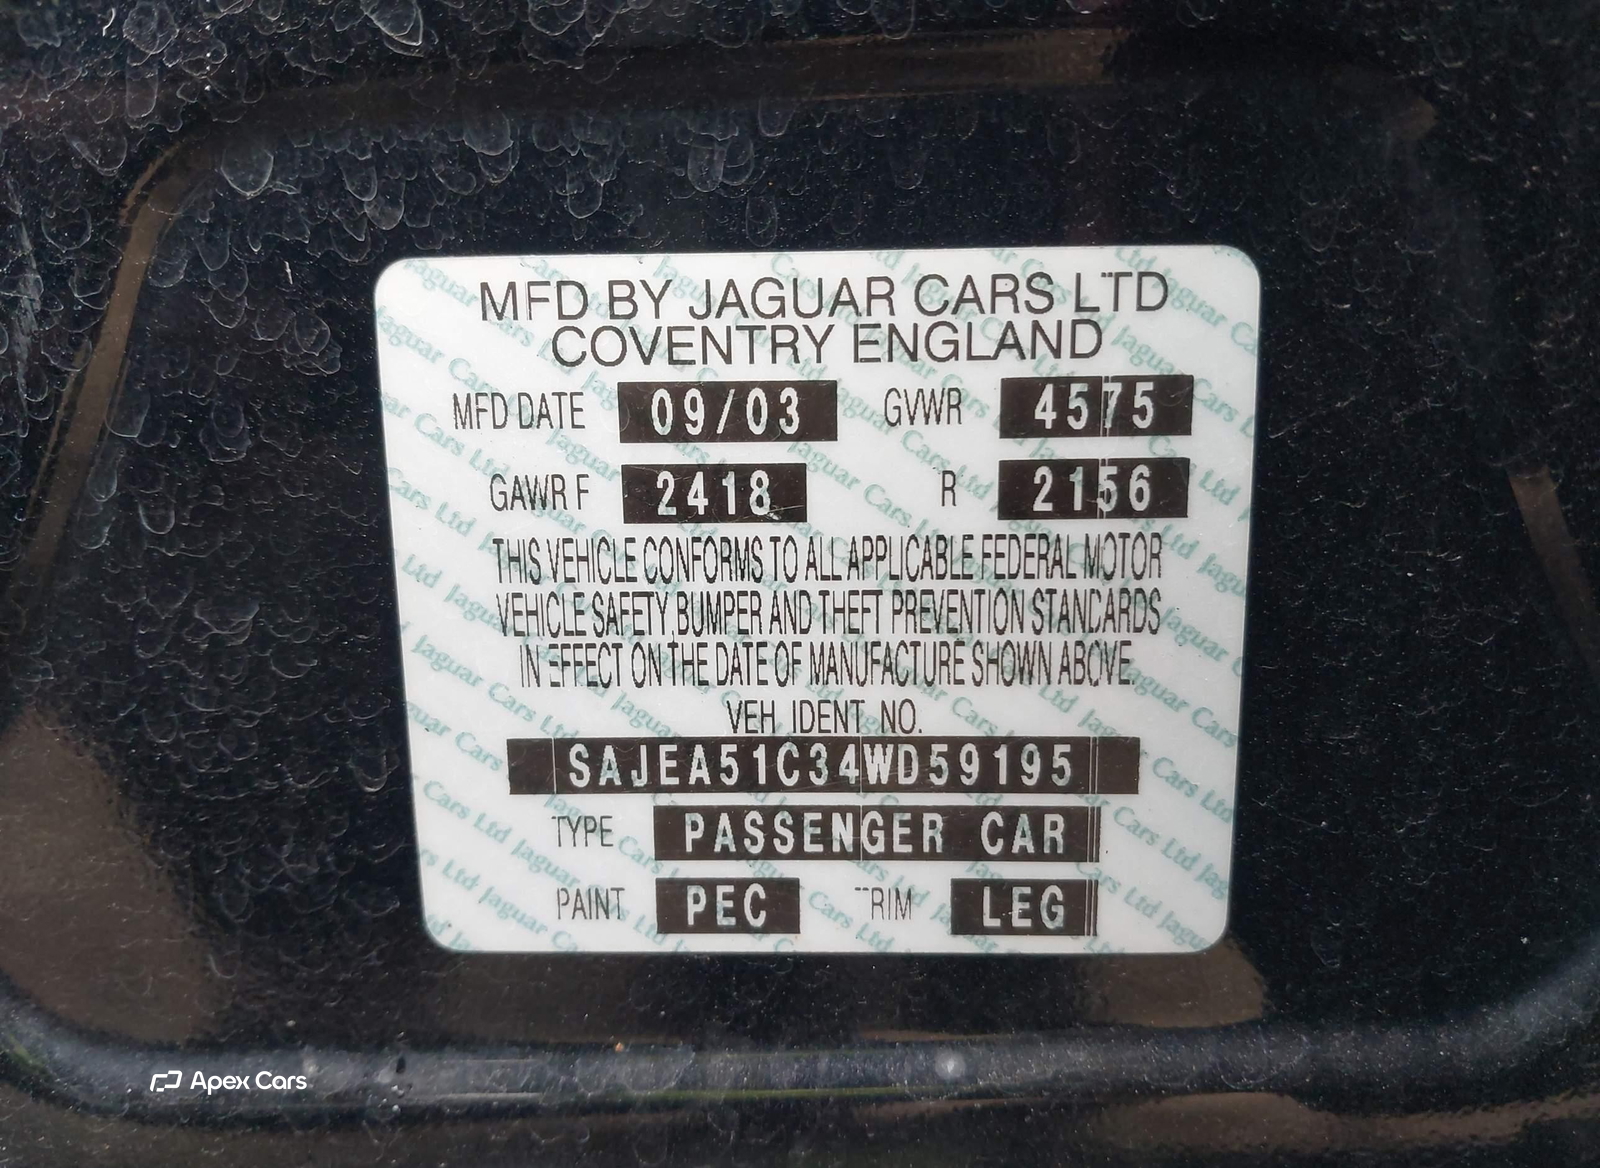 MFD BY JAGUAR CARS LTD
COVENTRY ENGLAND
MFD DATE 09/03 GVWR 4575
GAWR F 2418 R 2156
THIS VEHICLE CONFORMS TO ALL APPLICABLE FEDERAL MOTOR
VEHICLE SAFETY BUMPER AND THEFT PREVENTION STANDARDS
IN EFFECT ON THE DATE OF MANUFACTURE SHOWN ABOVE.
VEH IDENT NO.
SAJEA51C34WD59195
TYPE PASSENGER CAR
PAINT PEC TRIM LEG
Apex Cars